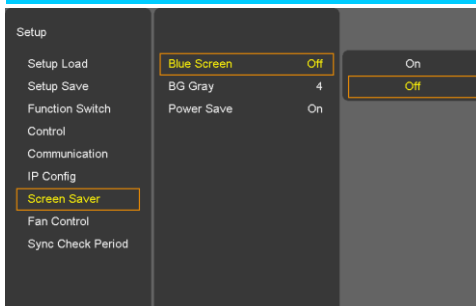 Setup
Setup Load
Setup Save
Function Switch
Control
Communication
IP Config
Screen Saver
Fan Control
Sync Check Period
Blue Screen Off
BG Gray 4
Power Save On
On
Off